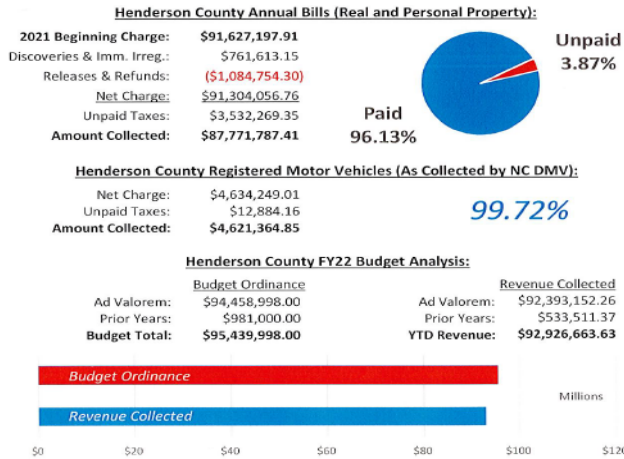 Henderson County Annual Bills (Real and Personal Property):
2021 Beginning Charge: $91,627,197.91
Discoveries & Imm. Irreg.: $761,613.15
Releases & Refunds: ($1,084,754.30)
Net Charge: $91,304,056.76
Unpaid Taxes: $3,532,269.35
Amount Collected: $87,771,787.41
Unpaid
3.87%
Paid
96.13%
Henderson County Registered Motor Vehicles (As Collected by NC DMV):
Net Charge: $4,634,249.01
Unpaid Taxes: $12,884.16
Amount Collected: $4,621,364.85
99.72%
Henderson County FY22 Budget Analysis:
Budget Ordinance Revenue Collected
Ad Valorem: $94,458,998.00 Ad Valorem: $92,393,152.26
Prior Years: $981,000.00 Prior Years: $533,511.37
Budget Total: $95,439,998.00 YTD Revenue: $92,926,663.63
Budget Ordinance
Millions
Revenue Collected
$0 $20 $40 $60 $80 $100